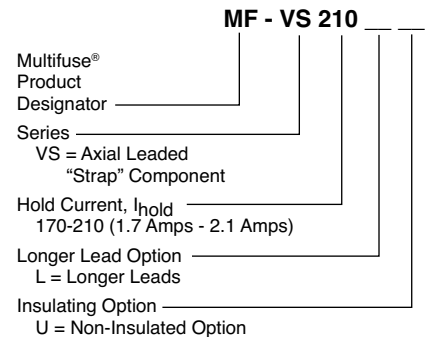 MF - VS 210 __ __
Multifuse®
Product
Designator
Series
VS = Axial Leaded
“Strap” Component
Hold Current, Ihold
170-210 (1.7 Amps - 2.1 Amps)
Longer Lead Option
L = Longer Leads
Insulating Option
U = Non-Insulated Option